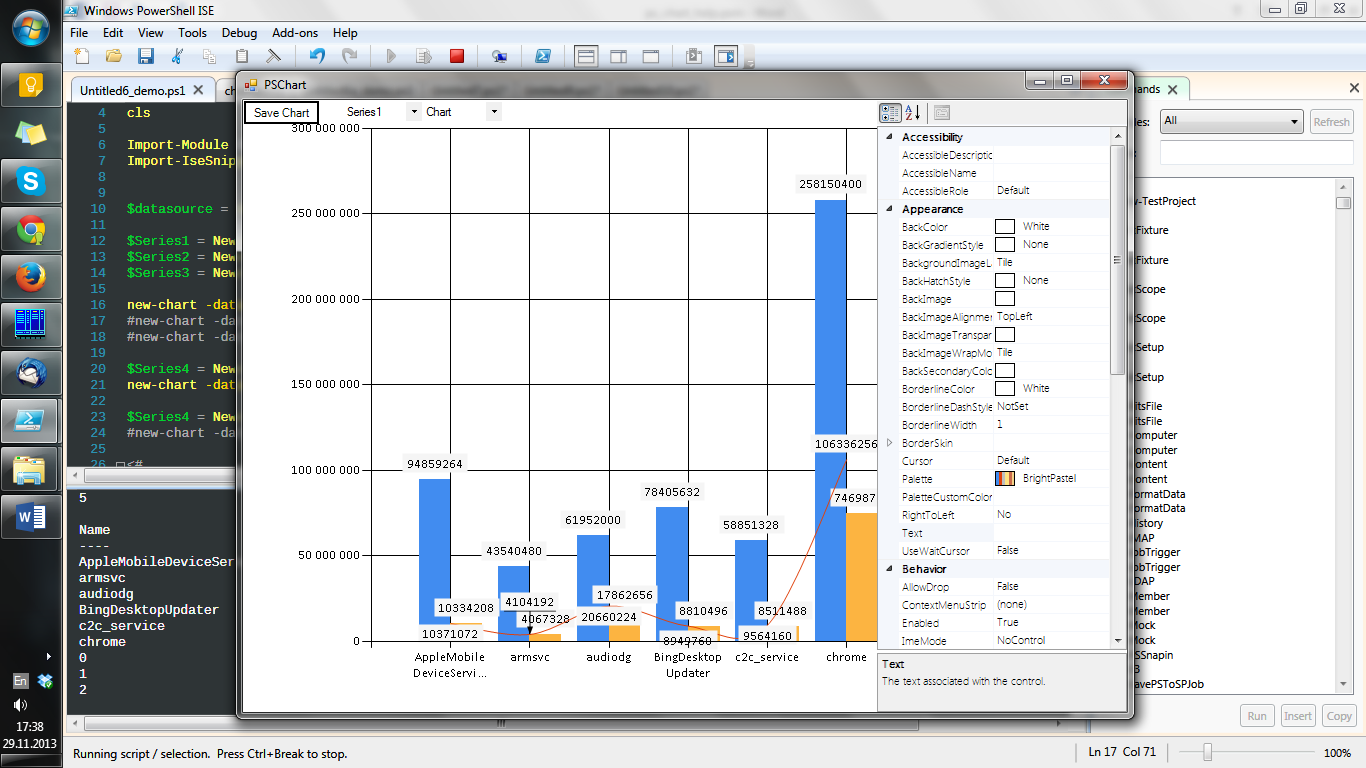 Windows PowerShell ISE
File Edit View Tools Debug Add-ons Help
Untitled6_demo.ps1
4 cls
5
6 Import-Module
7 Import-IseSnip
8
9
10 $datasource =
11
12 $Series1 = New
13 $Series2 = New
14 $Series3 = New
15
16 new-chart -dat
17 #new-chart -da
18 #new-chart -da
19
20 $Series4 = New
21 new-chart -dat
22
23 $Series4 = New
24 #new-chart -da
25
26 <#
5
Name
----
AppleMobileDeviceSer
armsvc
audiodg
BingDesktopUpdater
c2c_service
chrome
0
1
2
PSChart
Save Chart Series1 Chart
300 000 000
250 000 000
200 000 000
150 000 000
100 000 000
50 000 000
0
258150400
106336256
746987
94859264
43540480
61952000
78405632
58851328
10334208
4104192
17862656
8810496
8511488
10371072
4067328
20660224
8949760
9564160
AppleMobile
DeviceServi...
armsvc
audiodg
BingDesktop
Updater
c2c_service
chrome
Accessibility
AccessibleDescriptic
AccessibleName
AccessibleRole Default
Appearance
BackColor White
BackGradientStyle None
BackgroundImageL Tile
BackHatchStyle None
BackImage
BackImageAlignmer TopLeft
BackImageTranspar
BackImageWrapMo Tile
BackSecondaryColc
BorderlineColor White
BorderlineDashStyle NotSet
BorderlineWidth 1
BorderSkin
Cursor Default
Palette BrightPastel
PaletteCustomColor
RightToLeft No
Text
UseWaitCursor False
Behavior
AllowDrop False
ContextMenuStrip (none)
Enabled True
ImeMode NoControl
Text
The text associated with the control.
ands
les: All Refresh
v-TestProject
Fixture
tFixture
Scope
tScope
Setup
tSetup
itsFile
itsFile
omputer
omputer
ontent
ontent
ormatData
ormatData
istory
MAP
obTrigger
obTrigger
DAP
Member
Member
Mock
Mock
SSnapin
3
avePSToSPJob
Run Insert Copy
En
17:38
29.11.2013
Running script / selection. Press Ctrl+Break to stop.
Ln 17 Col 71
100%